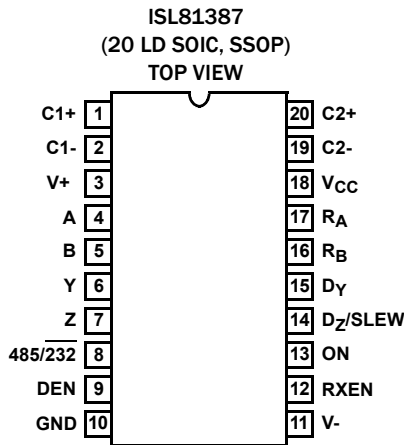 ISL81387
(20 LD SOIC, SSOP)
TOP VIEW
C1+ 1 20 C2+
C1- 2 19 C2-
V+ 3 18 VCC
A 4 17 RA
B 5 16 RB
Y 6 15 DY
Z 7 14 DZ/SLEW
485/232 8 13 ON
DEN 9 12 RXEN
GND 10 11 V-